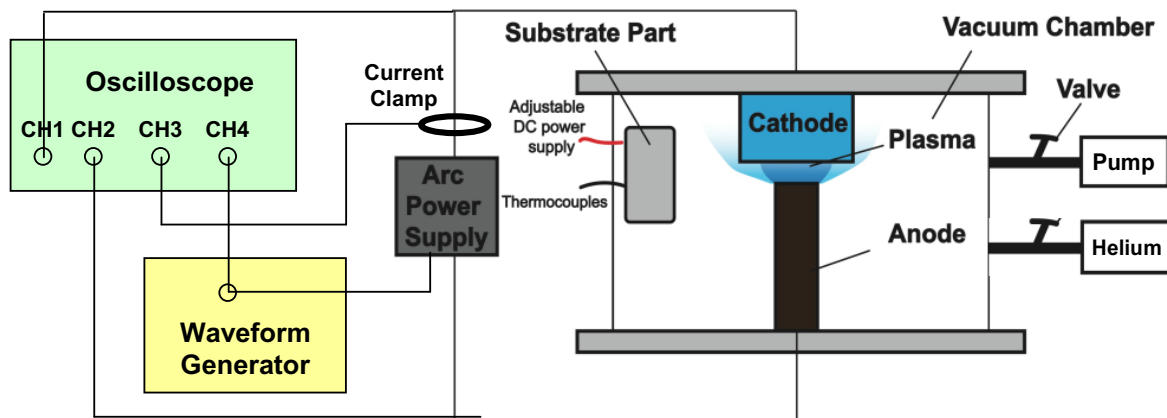 Oscilloscope
CH1 CH2 CH3 CH4
Current
Clamp
Arc
Power
Supply
Waveform
Generator
Substrate Part
Adjustable
DC power
supply
Thermocouples
Vacuum Chamber
Cathode
Plasma
Anode
Valve
Pump
Helium